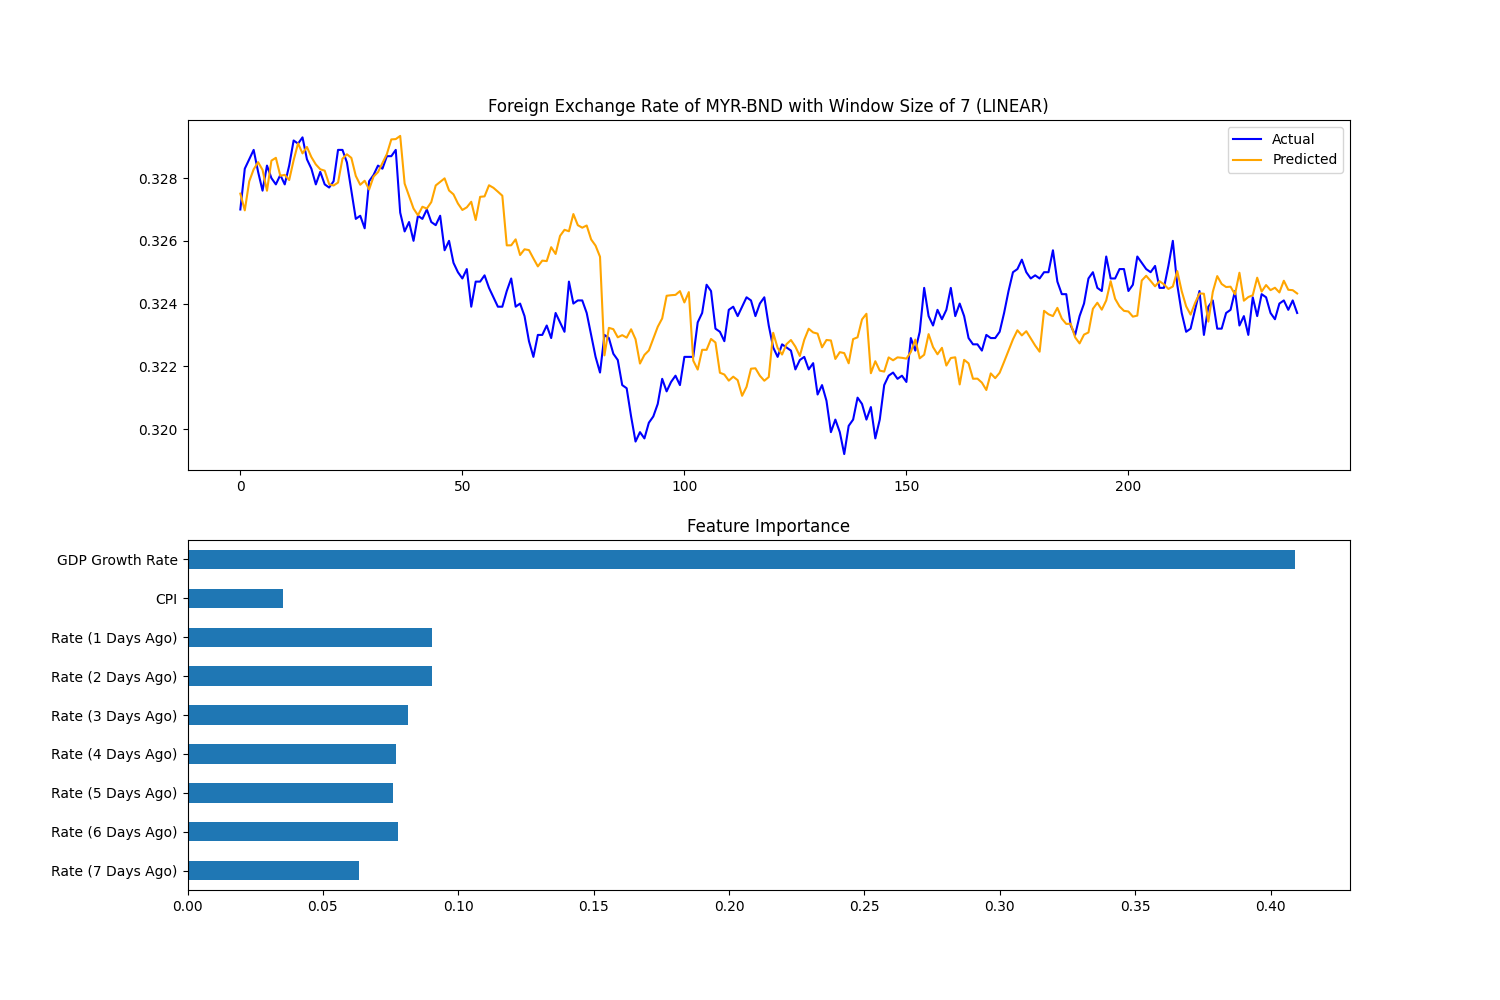 Foreign Exchange Rate of MYR-BND with Window Size of 7 (LINEAR)
Actual
Predicted
0.328
0.326
0.324
0.322
0.320
0 50 100 150 200
Feature Importance
GDP Growth Rate
CPI
Rate (1 Days Ago)
Rate (2 Days Ago)
Rate (3 Days Ago)
Rate (4 Days Ago)
Rate (5 Days Ago)
Rate (6 Days Ago)
Rate (7 Days Ago)
0.00 0.05 0.10 0.15 0.20 0.25 0.30 0.35 0.40